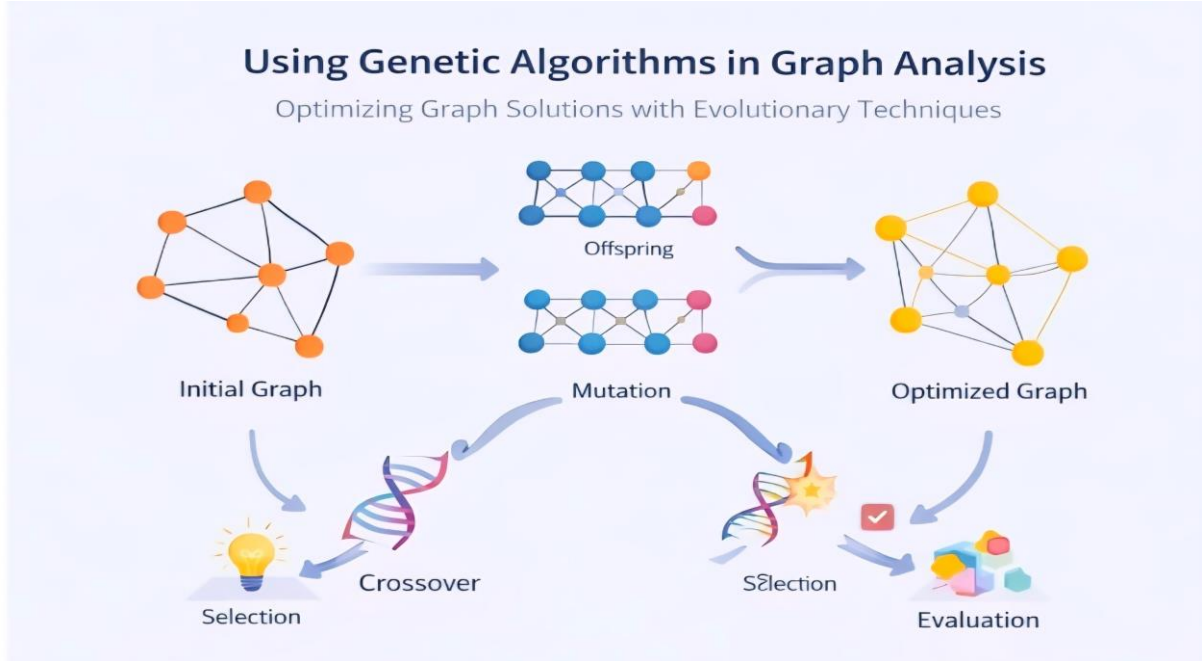 Using Genetic Algorithms in Graph Analysis
Optimizing Graph Solutions with Evolutionary Techniques
Offspring
Initial Graph
Mutation
Optimized Graph
Crossover
Selection
Selection
Evaluation